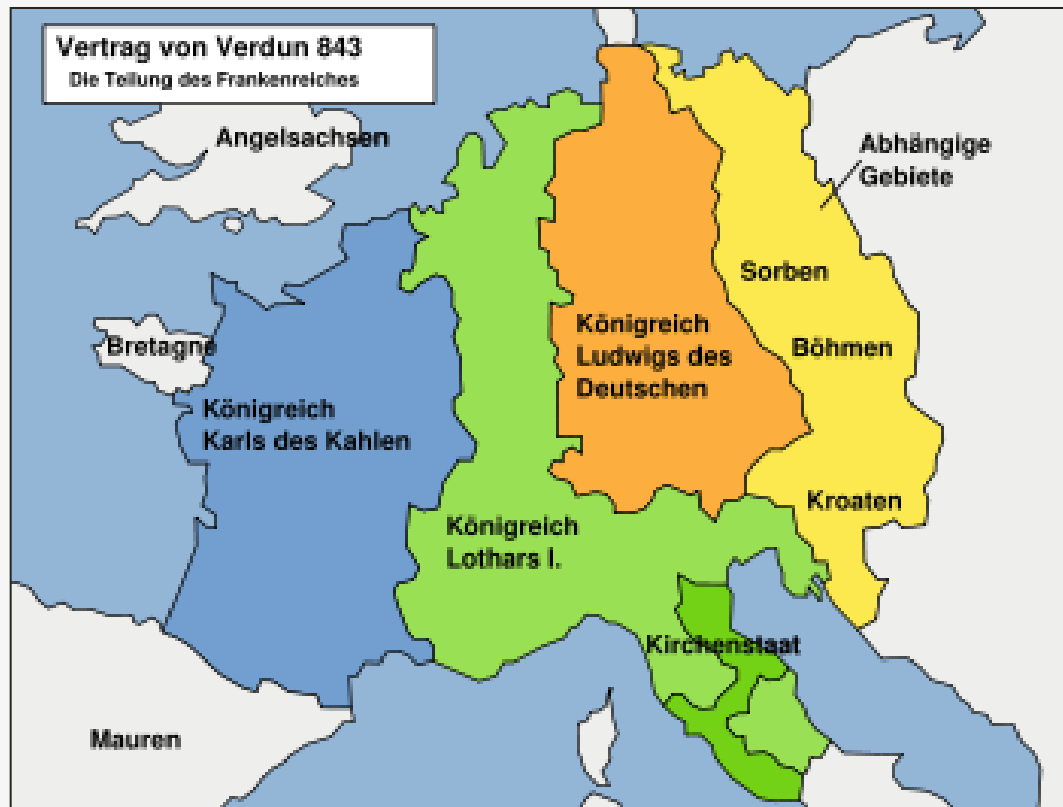 Vertrag von Verdun 843
Die Teilung des Frankenreiches
Angelsachsen
Abhängige
Gebiete
Sorben
Bretagne
Königreich
Ludwigs des
Deutschen
Böhmen
Königreich
Karls des Kahlen
Kroaten
Königreich
Lothars I.
Kirchenstaat
Mauren